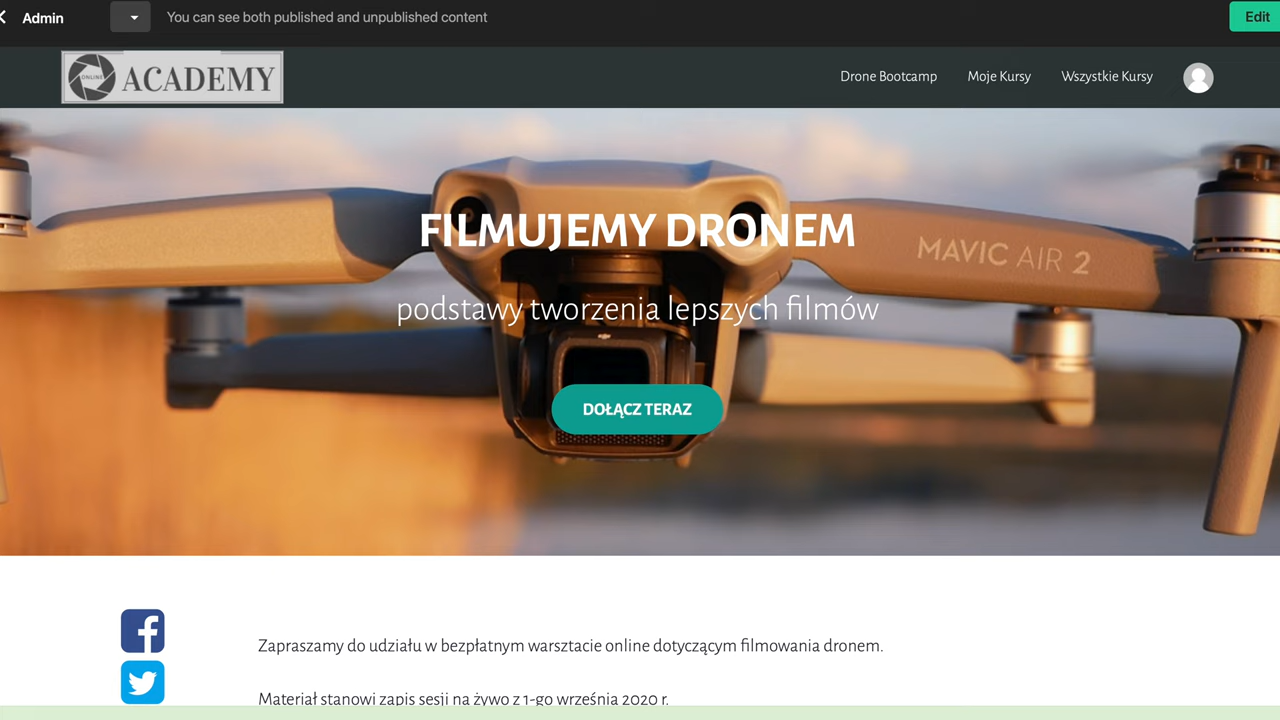 Admin
You can see both published and unpublished content
Edit
ONLINE
ACADEMY
Drone Bootcamp
Moje Kursy
Wszystkie Kursy
FILMUJEMY DRONEM
MAVIC AIR 2
podstawy tworzenia lepszych filmów
dji
DOŁĄCZ TERAZ
Zapraszamy do udziału w bezpłatnym warsztacie online dotyczącym filmowania dronem.
Materiał stanowi zapis sesji na żywo z 1-go września 2020 r.